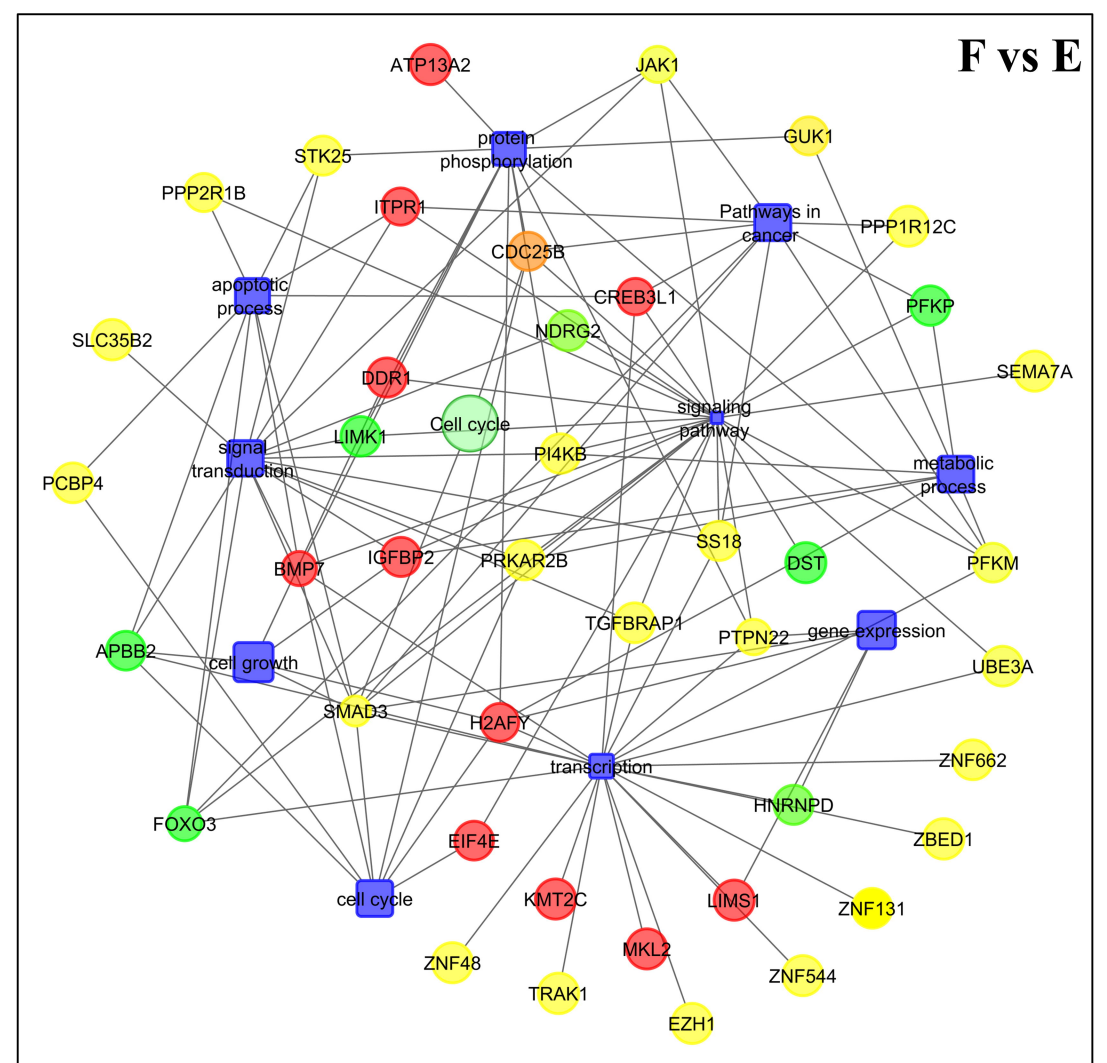 F vs E
ATP13A2
JAK1
GUK1
protein
phosphorylation
STK25
PPP2R1B
ITPR1
Pathways in
cancer
PPP1R12C
CDC25B
apoptotic
process
CREB3L1
PFKP
NDRG2
SLC35B2
SEMA7A
DDR1
signaling
pathway
Cell cycle
LIMK1
signal
transduction
PI4KB
metabolic
process
PCBP4
SS18
IGFBP2
PRKAR2B
DST
PFKM
BMP7
TGFBRAP1
PTPN22
gene expression
APBB2
cell growth
UBE3A
SMAD3
H2AFY
transcription
ZNF662
HNRNPD
FOXO3
EIF4E
ZBED1
cell cycle
KMT2C
LIMS1
ZNF131
MKL2
ZNF48
ZNF544
TRAK1
EZH1